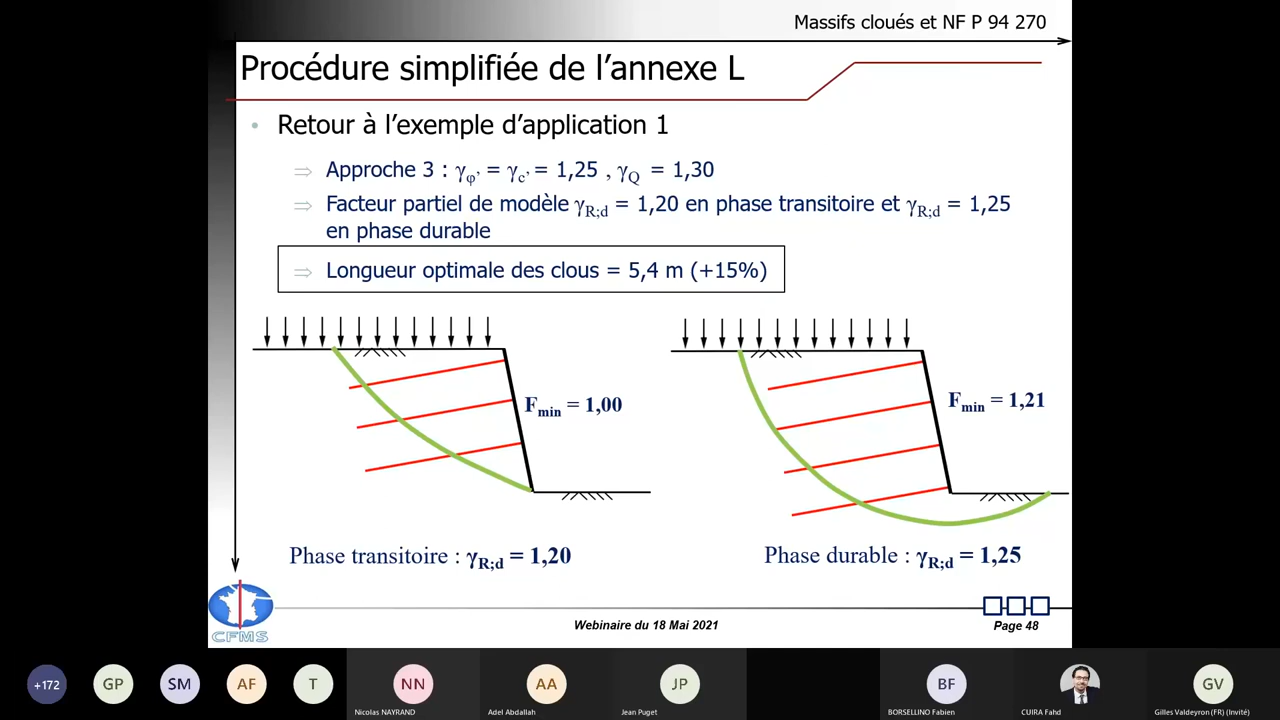 Massifs cloués et NF P 94 270
Procédure simplifiée de l'annexe L
• Retour à l'exemple d'application 1
⇒ Approche 3 : γφ' = γc' = 1,25 , γQ = 1,30
⇒ Facteur partiel de modèle γR;d = 1,20 en phase transitoire et γR;d = 1,25
en phase durable
⇒ Longueur optimale des clous = 5,4 m (+15%)
Fmin = 1,00
Fmin = 1,21
Phase transitoire : γR;d = 1,20
Phase durable : γR;d = 1,25
CFMS
Webinaire du 18 Mai 2021
Page 48
+172
GP
SM
AF
T
NN
Nicolas NAYRAND
AA
Adel Abdallah
JP
Jean Puget
BF
BORSELLINO Fabien
CUIRA Fahd
GV
Gilles Valdeyron (FR) (Invité)